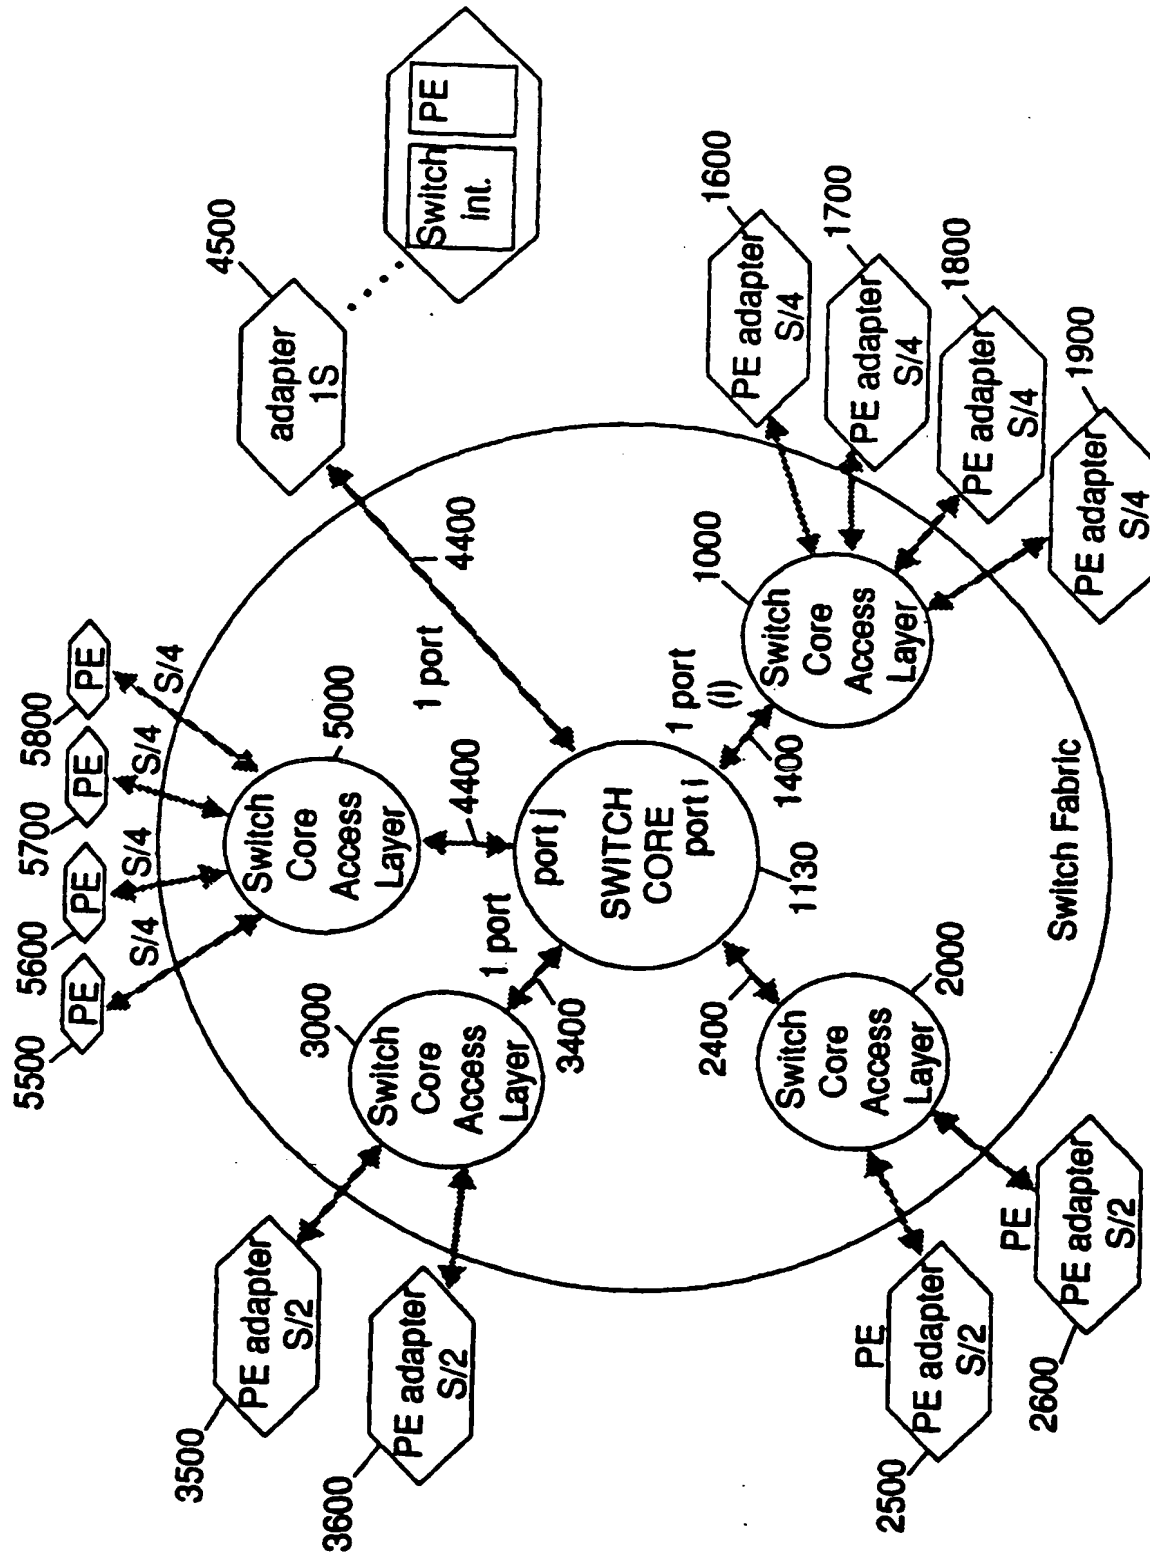 5500
PE
5600
PE
5700
PE
5800
PE
S/4
S/4
S/4
S/4
5000
Switch
Core
Access
Layer
4400
3500
PE adapter
S/2
3600
PE adapter
S/2
3000
Switch
Core
Access
Layer
3400
1 port
1 port
4400
4500
adapter
1S
Switch
int.
PE
port j
SWITCH
CORE
port i
1130
2400
2000
Switch
Core
Access
Layer
2500
PE
PE adapter
S/2
2600
PE
PE adapter
S/2
1400
1 port
(i)
1000
Switch
Core
Access
Layer
1600
PE adapter
S/4
1700
PE adapter
S/4
1800
PE adapter
S/4
1900
PE adapter
S/4
Switch Fabric